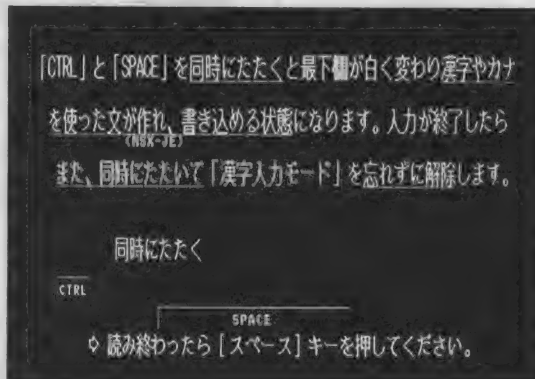 「CTRL」と「SPACE」を同時にたたくと最下欄が白く変わり漢字やカナ
を使った文が作れ、書き込める状態になります。入力が終了したら
(NSK-JE)
また、同時にたたいて「漢字入力モード」を忘れずに解除します。
同時にたたく
CTRL
SPACE
◇ 読み終わったら [スペース] キーを押してください。